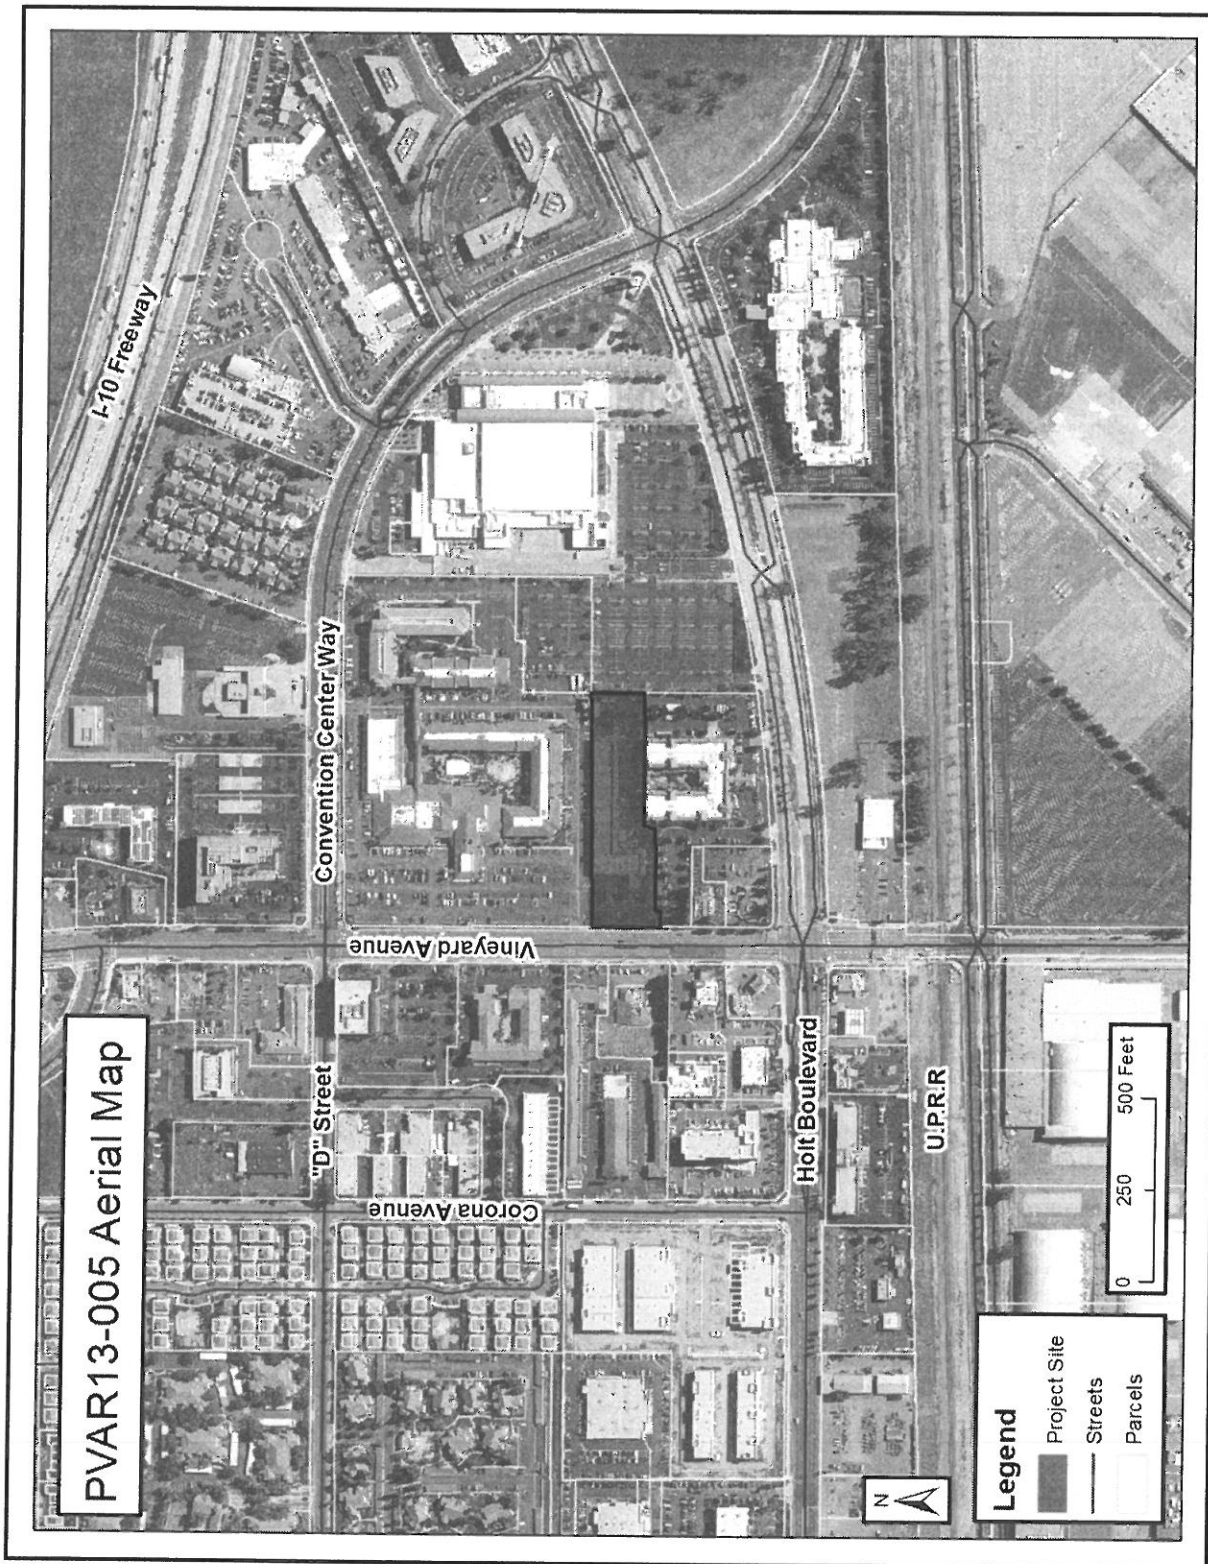 PVAR13-005 Aerial Map
I-10 Freeway
Convention Center Way
"D" Street
Vineyard Avenue
Corona Avenue
Holt Boulevard
U.P.R.R
N
Legend
Project Site
Streets
Parcels
0 250 500 Feet